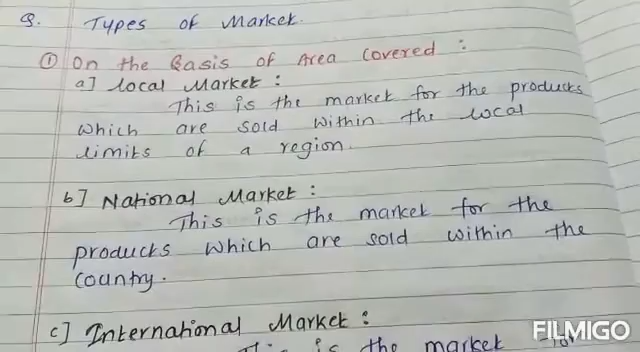 Q. Types of Market.
① On the Basis of Area Covered :
a] Local Market :
This is the market for the products
which are sold within the local
limits of a region.
b] National Market :
This is the market for the
products which are sold within the
country.
c] International Market :
This is the market for
FILMIGO